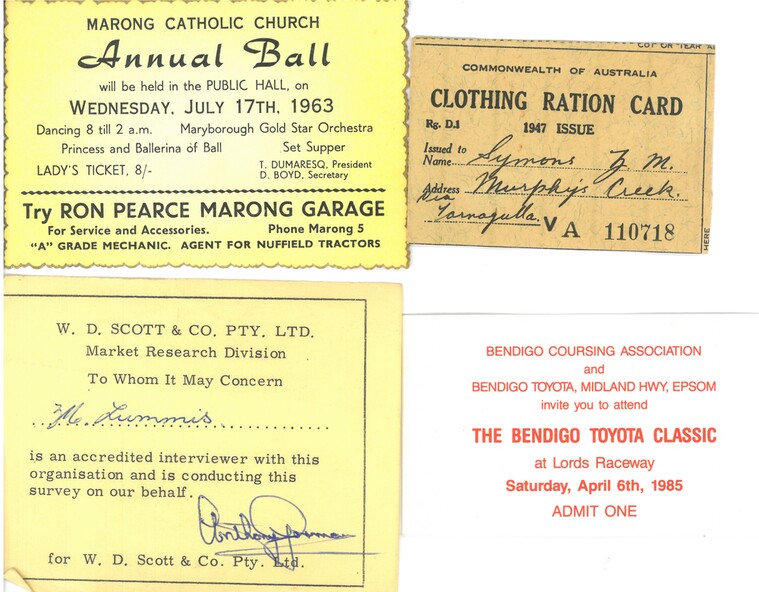 MARONG CATHOLIC CHURCH
Annual Ball
will be held in the PUBLIC HALL, on
WEDNESDAY, JULY 17TH, 1963
Dancing 8 till 2 a.m. Maryborough Gold Star Orchestra
Princess and Ballerina of Ball Set Supper
LADY'S TICKET, 8/- T. DUMARESQ, President
D. BOYD, Secretary
Try RON PEARCE MARONG GARAGE
For Service and Accessories. Phone Marong 5
"A" GRADE MECHANIC. AGENT FOR NUFFIELD TRACTORS
CUT OR TEAR
COMMONWEALTH OF AUSTRALIA
CLOTHING RATION CARD
Rg. D.1 1947 ISSUE
Issued to
Name Symons M.
Address Murphy's Creek.
Via
Tarnagulla. V A 110718
HERE
W. D. SCOTT & CO. PTY. LTD.
Market Research Division
To Whom It May Concern
M. Lummis
is an accredited interviewer with this
organisation and is conducting this
survey on our behalf.
Anthony
for W. D. Scott & Co. Pty. Ltd.
BENDIGO COURSING ASSOCIATION
and
BENDIGO TOYOTA, MIDLAND HWY, EPSOM
invite you to attend
THE BENDIGO TOYOTA CLASSIC
at Lords Raceway
Saturday, April 6th, 1985
ADMIT ONE